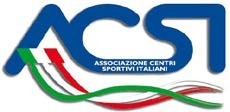 ACSI
ASSOCIAZIONE CENTRI
SPORTIVI ITALIANI